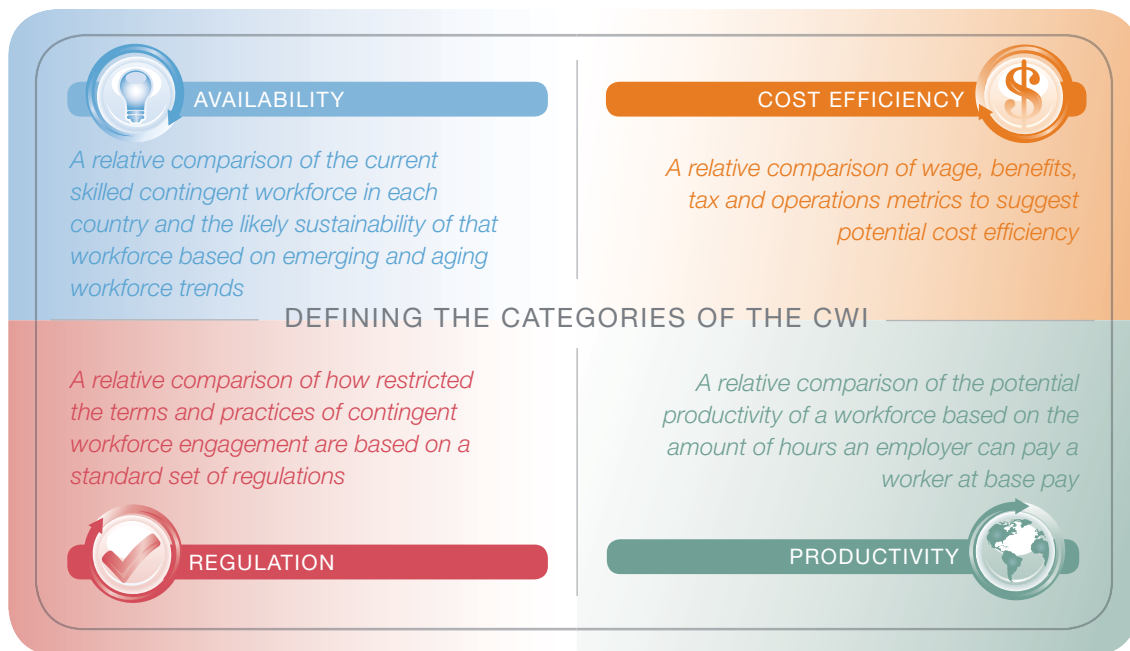 AVAILABILITY
A relative comparison of the current
skilled contingent workforce in each
country and the likely sustainability of that
workforce based on emerging and aging
workforce trends
COST EFFICIENCY
$
A relative comparison of wage, benefits,
tax and operations metrics to suggest
potential cost efficiency
DEFINING THE CATEGORIES OF THE CWI
A relative comparison of how restricted
the terms and practices of contingent
workforce engagement are based on a
standard set of regulations
REGULATION
A relative comparison of the potential
productivity of a workforce based on the
amount of hours an employer can pay a
worker at base pay
PRODUCTIVITY